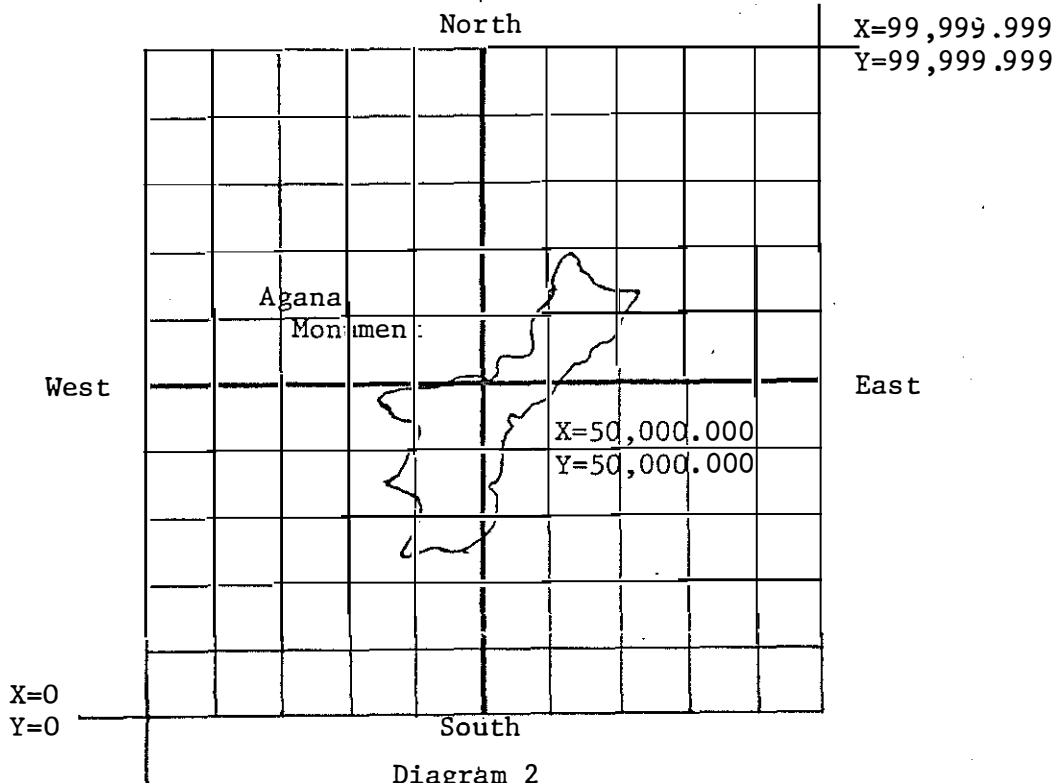 North
X=99,999.999
Y=99,999.999
Agana
Monumen
West
East
X=50,000.000
Y=50,000.000
X=0
Y=0
South
Diagram 2